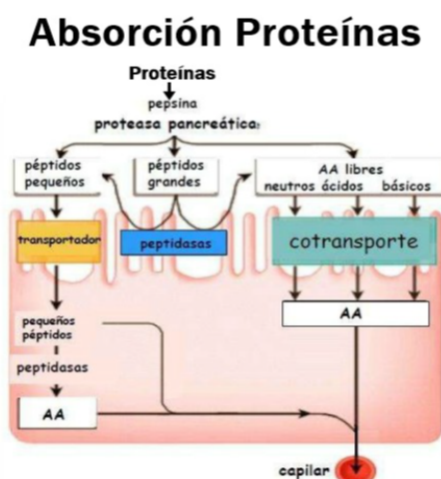 Absorción Proteínas
Proteínas
pepsina
proteasa pancreática:
péptidos
pequeños
péptidos
grandes
AA libres
neutros ácidos básicos
transportador
peptidasas
cotransporte
pequeños
péptidos
peptidasas
AA
AA
capilar